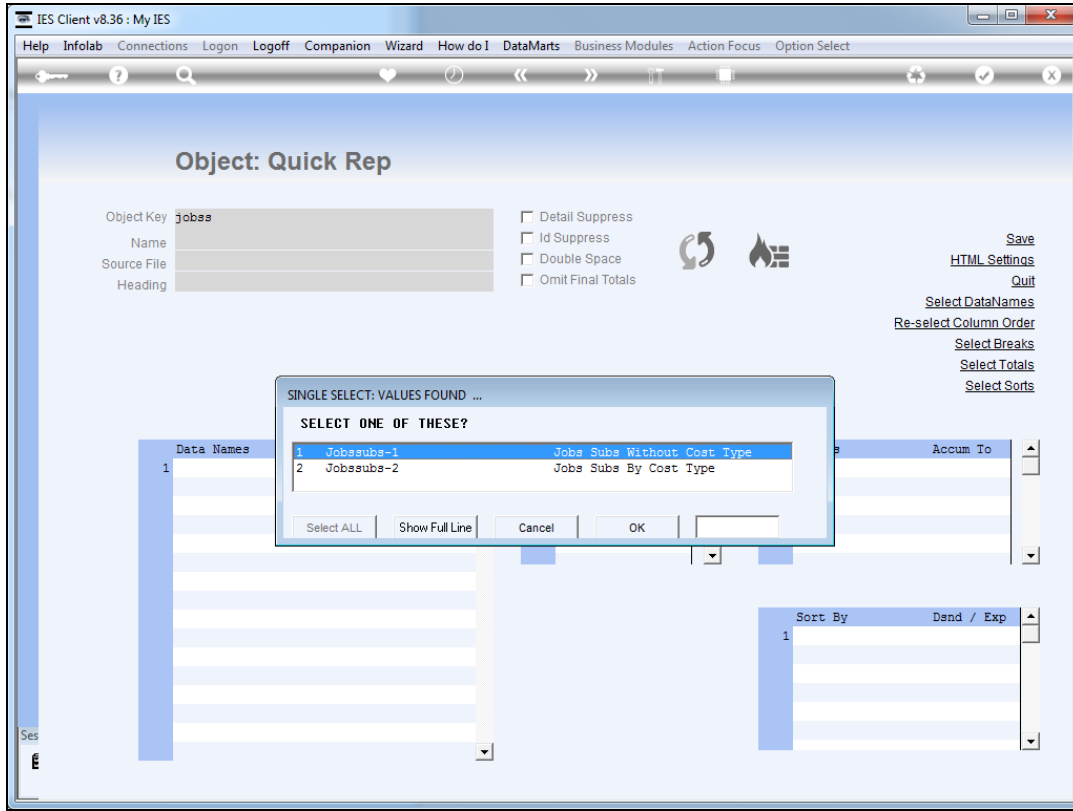 IES Client v8.36 : My IES
Help Infolab Connections Logon Logoff Companion Wizard How do I DataMarts Business Modules Action Focus Option Select
Object: Quick Rep
Object Key jobss
Name
Source File
Heading
Detail Suppress
Id Suppress
Double Space
Omit Final Totals
Save
HTML Settings
Quit
Select DataNames
Re-select Column Order
Select Breaks
Select Totals
Select Sorts
SINGLE SELECT: VALUES FOUND ...
SELECT ONE OF THESE?
1 Jobssubs-1 Jobs Subs Without Cost Type
2 Jobssubs-2 Jobs Subs By Cost Type
Select ALL Show Full Line Cancel OK
Data Names
1
Accum To
Sort By Dsnd / Exp
1
Ses